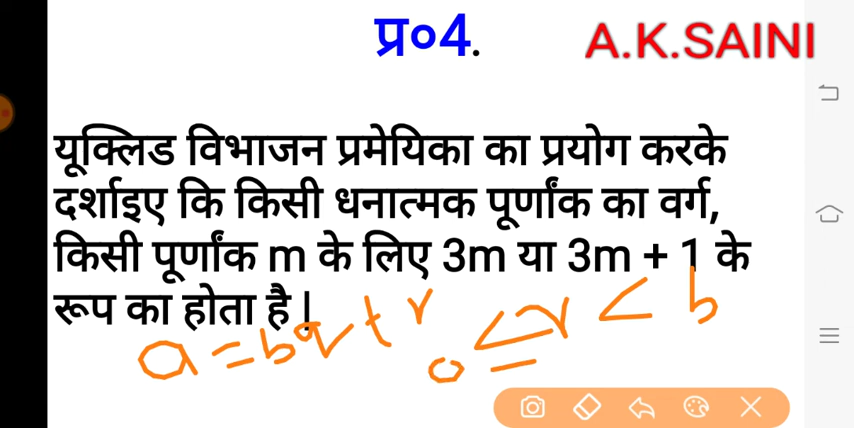 प्र०4.
A.K.SAINI
यूक्लिड विभाजन प्रमेयिका का प्रयोग करके
दर्शाइए कि किसी धनात्मक पूर्णांक का वर्ग,
किसी पूर्णांक m के लिए 3m या 3m + 1 के
रूप का होता है |
a = bq + r
0 ≤ r < b